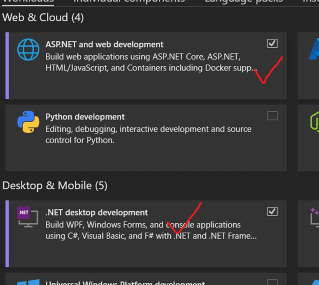 Workloads Individual components Language packs
Web & Cloud (4)
ASP.NET and web development
Build web applications using ASP.NET Core, ASP.NET,
HTML/JavaScript, and Containers including Docker supp...
Python development
Editing, debugging, interactive development and source
control for Python.
Desktop & Mobile (5)
.NET
.NET desktop development
Build WPF, Windows Forms, and console applications
using C#, Visual Basic, and F# with .NET and .NET Frame...
Universal Windows Platform development